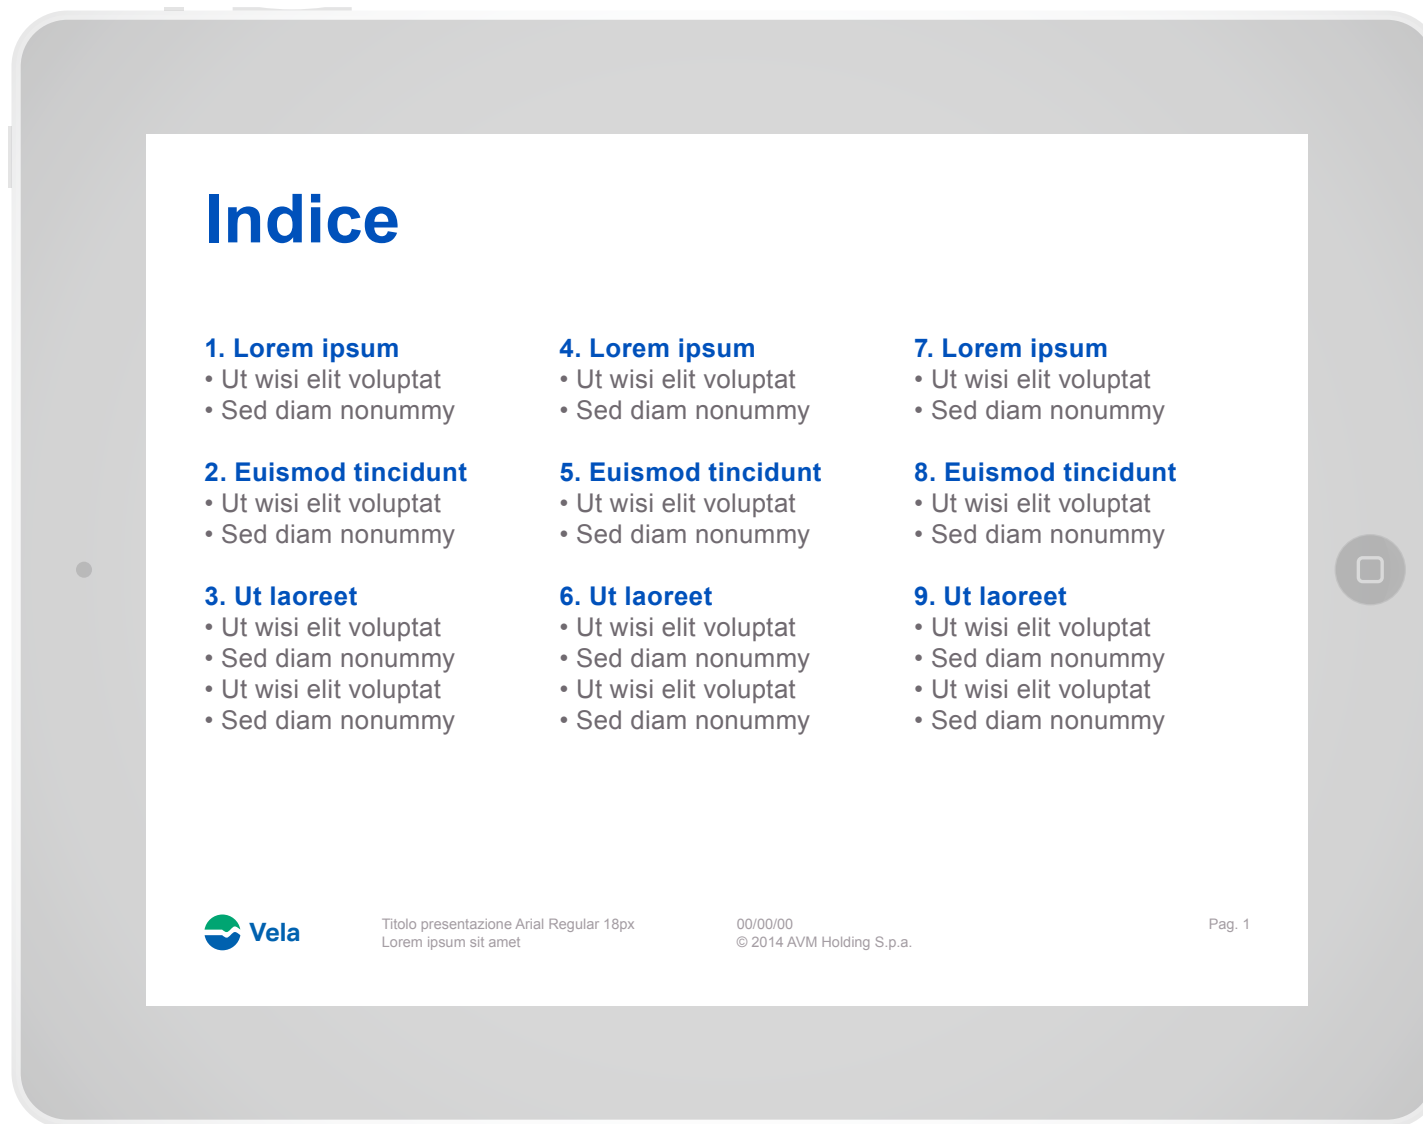 Indice
1. Lorem ipsum
• Ut wisi elit voluptat
• Sed diam nonummy
2. Euismod tincidunt
• Ut wisi elit voluptat
• Sed diam nonummy
3. Ut laoreet
• Ut wisi elit voluptat
• Sed diam nonummy
• Ut wisi elit voluptat
• Sed diam nonummy
4. Lorem ipsum
• Ut wisi elit voluptat
• Sed diam nonummy
5. Euismod tincidunt
• Ut wisi elit voluptat
• Sed diam nonummy
6. Ut laoreet
• Ut wisi elit voluptat
• Sed diam nonummy
• Ut wisi elit voluptat
• Sed diam nonummy
7. Lorem ipsum
• Ut wisi elit voluptat
• Sed diam nonummy
8. Euismod tincidunt
• Ut wisi elit voluptat
• Sed diam nonummy
9. Ut laoreet
• Ut wisi elit voluptat
• Sed diam nonummy
• Ut wisi elit voluptat
• Sed diam nonummy
Vela
Titolo presentazione Arial Regular 18px
Lorem ipsum sit amet
00/00/00
© 2014 AVM Holding S.p.a.
Pag. 1